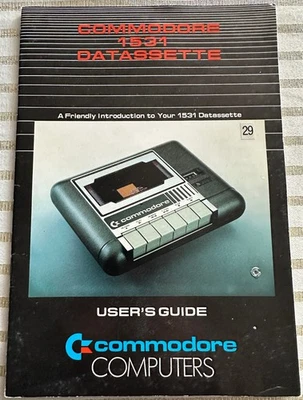 COMMODORE
1531
DATASSETTE
A Friendly Introduction to Your 1531 Datassette
29
commodore
USER'S GUIDE
commodore
COMPUTERS